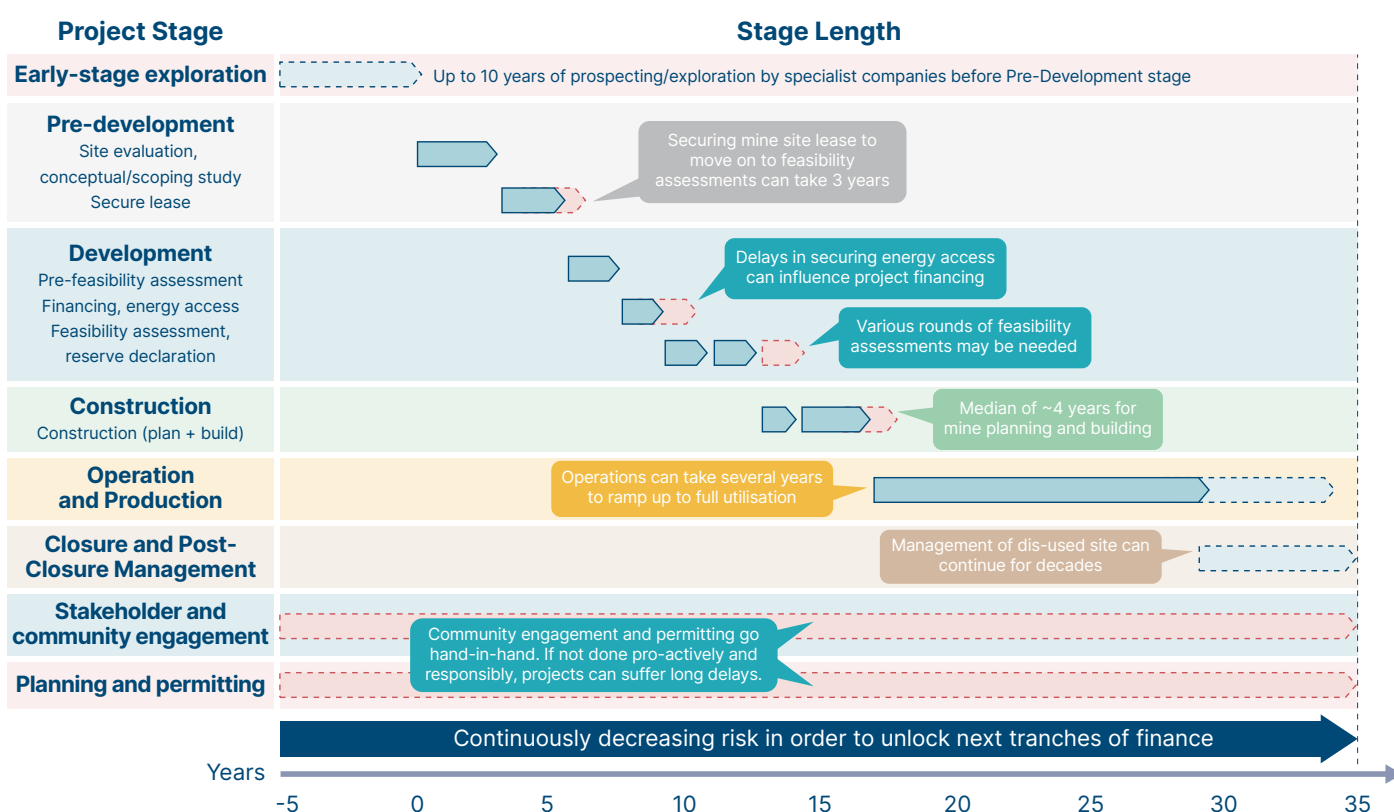 Project Stage
Stage Length
Early-stage exploration
Up to 10 years of prospecting/exploration by specialist companies before Pre-Development stage
Pre-development
Site evaluation,
conceptual/scoping study
Secure lease
Securing mine site lease to
move on to feasibility
assessments can take 3 years
Development
Pre-feasibility assessment
Financing, energy access
Feasibility assessment,
reserve declaration
Delays in securing energy access
can influence project financing
Various rounds of feasibility
assessments may be needed
Construction
Construction (plan + build)
Median of ~4 years for
mine planning and building
Operation
and Production
Operations can take several years
to ramp up to full utilisation
Closure and Post-
Closure Management
Management of dis-used site can
continue for decades
Stakeholder and
community engagement
Community engagement and permitting go
hand-in-hand. If not done pro-actively and
responsibly, projects can suffer long delays.
Planning and permitting
Continuously decreasing risk in order to unlock next tranches of finance
Years
-5 0 5 10 15 20 25 30 35